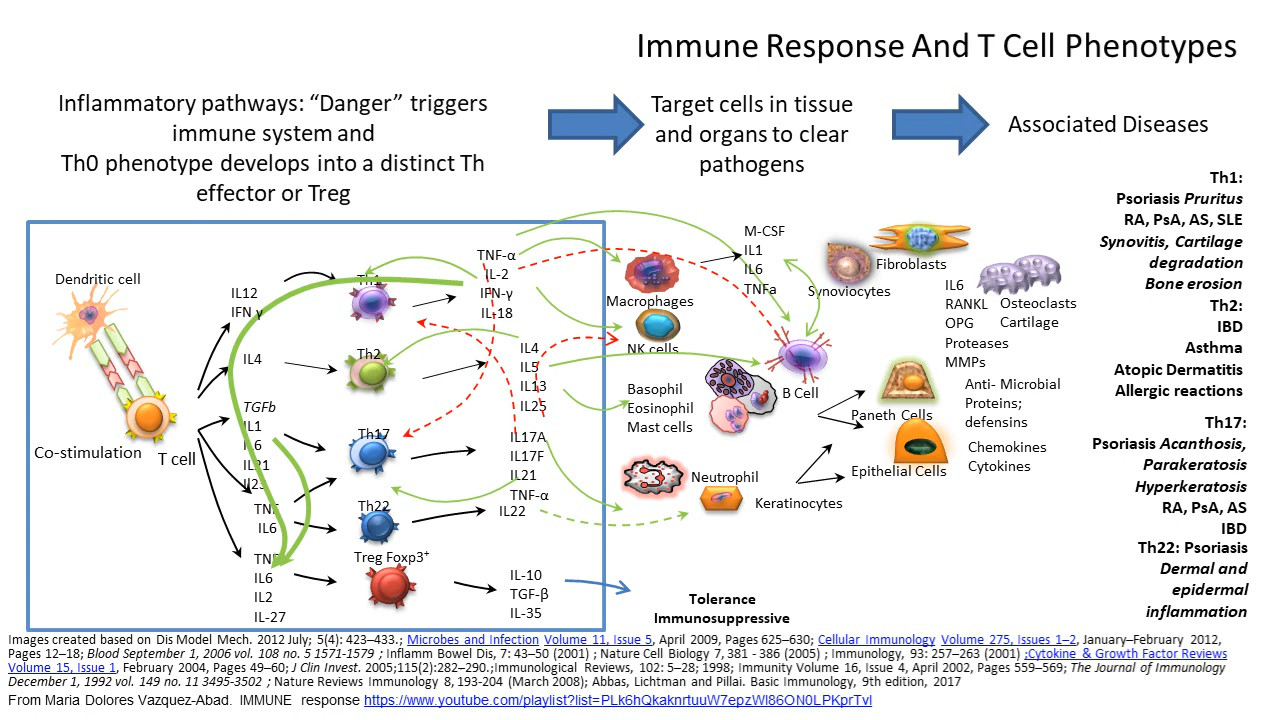 Immune Response And T Cell Phenotypes
Inflammatory pathways: “Danger” triggers
immune system and
Th0 phenotype develops into a distinct Th
effector or Treg
Target cells in tissue
and organs to clear
pathogens
Associated Diseases
Dendritic cell
Co-stimulation
T cell
IL12
IFN γ
IL4
TGFb
IL1
IL6
IL21
IL23
TNF
IL6
TNF
IL6
IL2
IL-27
Th1
Th2
Th17
Th22
Treg Foxp3+
TNF-α
IL-2
IFN-γ
IL-18
IL4
IL5
IL13
IL25
IL17A
IL17F
IL21
TNF-α
IL22
IL-10
TGF-β
IL-35
Macrophages
NK cells
Basophil
Eosinophil
Mast cells
Neutrophil
Keratinocytes
Tolerance
Immunosuppressive
M-CSF
IL1
IL6
TNFa
B Cell
Synoviocytes
Fibroblasts
IL6
RANKL
OPG
Proteases
MMPs
Osteoclasts
Cartilage
Paneth Cells
Anti- Microbial
Proteins;
defensins
Epithelial Cells
Chemokines
Cytokines
Th1:
Psoriasis Pruritus
RA, PsA, AS, SLE
Synovitis, Cartilage
degradation
Bone erosion
Th2:
IBD
Asthma
Atopic Dermatitis
Allergic reactions
Th17:
Psoriasis Acanthosis,
Parakeratosis
Hyperkeratosis
RA, PsA, AS
IBD
Th22: Psoriasis
Dermal and
epidermal
inflammation
Images created based on Dis Model Mech. 2012 July; 5(4): 423–433.; Microbes and Infection Volume 11, Issue 5, April 2009, Pages 625–630; Cellular Immunology Volume 275, Issues 1–2, January–February 2012,
Pages 12–18; Blood September 1, 2006 vol. 108 no. 5 1571-1579 ; Inflamm Bowel Dis, 7: 43–50 (2001) ; Nature Cell Biology 7, 381 - 386 (2005) ; Immunology, 93: 257–263 (2001) ;Cytokine & Growth Factor Reviews
Volume 15, Issue 1, February 2004, Pages 49–60; J Clin Invest. 2005;115(2):282–290.;Immunological Reviews, 102: 5–28; 1998; Immunity Volume 16, Issue 4, April 2002, Pages 559–569; The Journal of Immunology
December 1, 1992 vol. 149 no. 11 3495-3502 ; Nature Reviews Immunology 8, 193-204 (March 2008); Abbas, Lichtman and Pillai. Basic Immunology, 9th edition, 2017
From Maria Dolores Vazquez-Abad. IMMUNE response https://www.youtube.com/playlist?list=PLk6hQkaknrtuuW7epzWl86ON0LPKprTvl